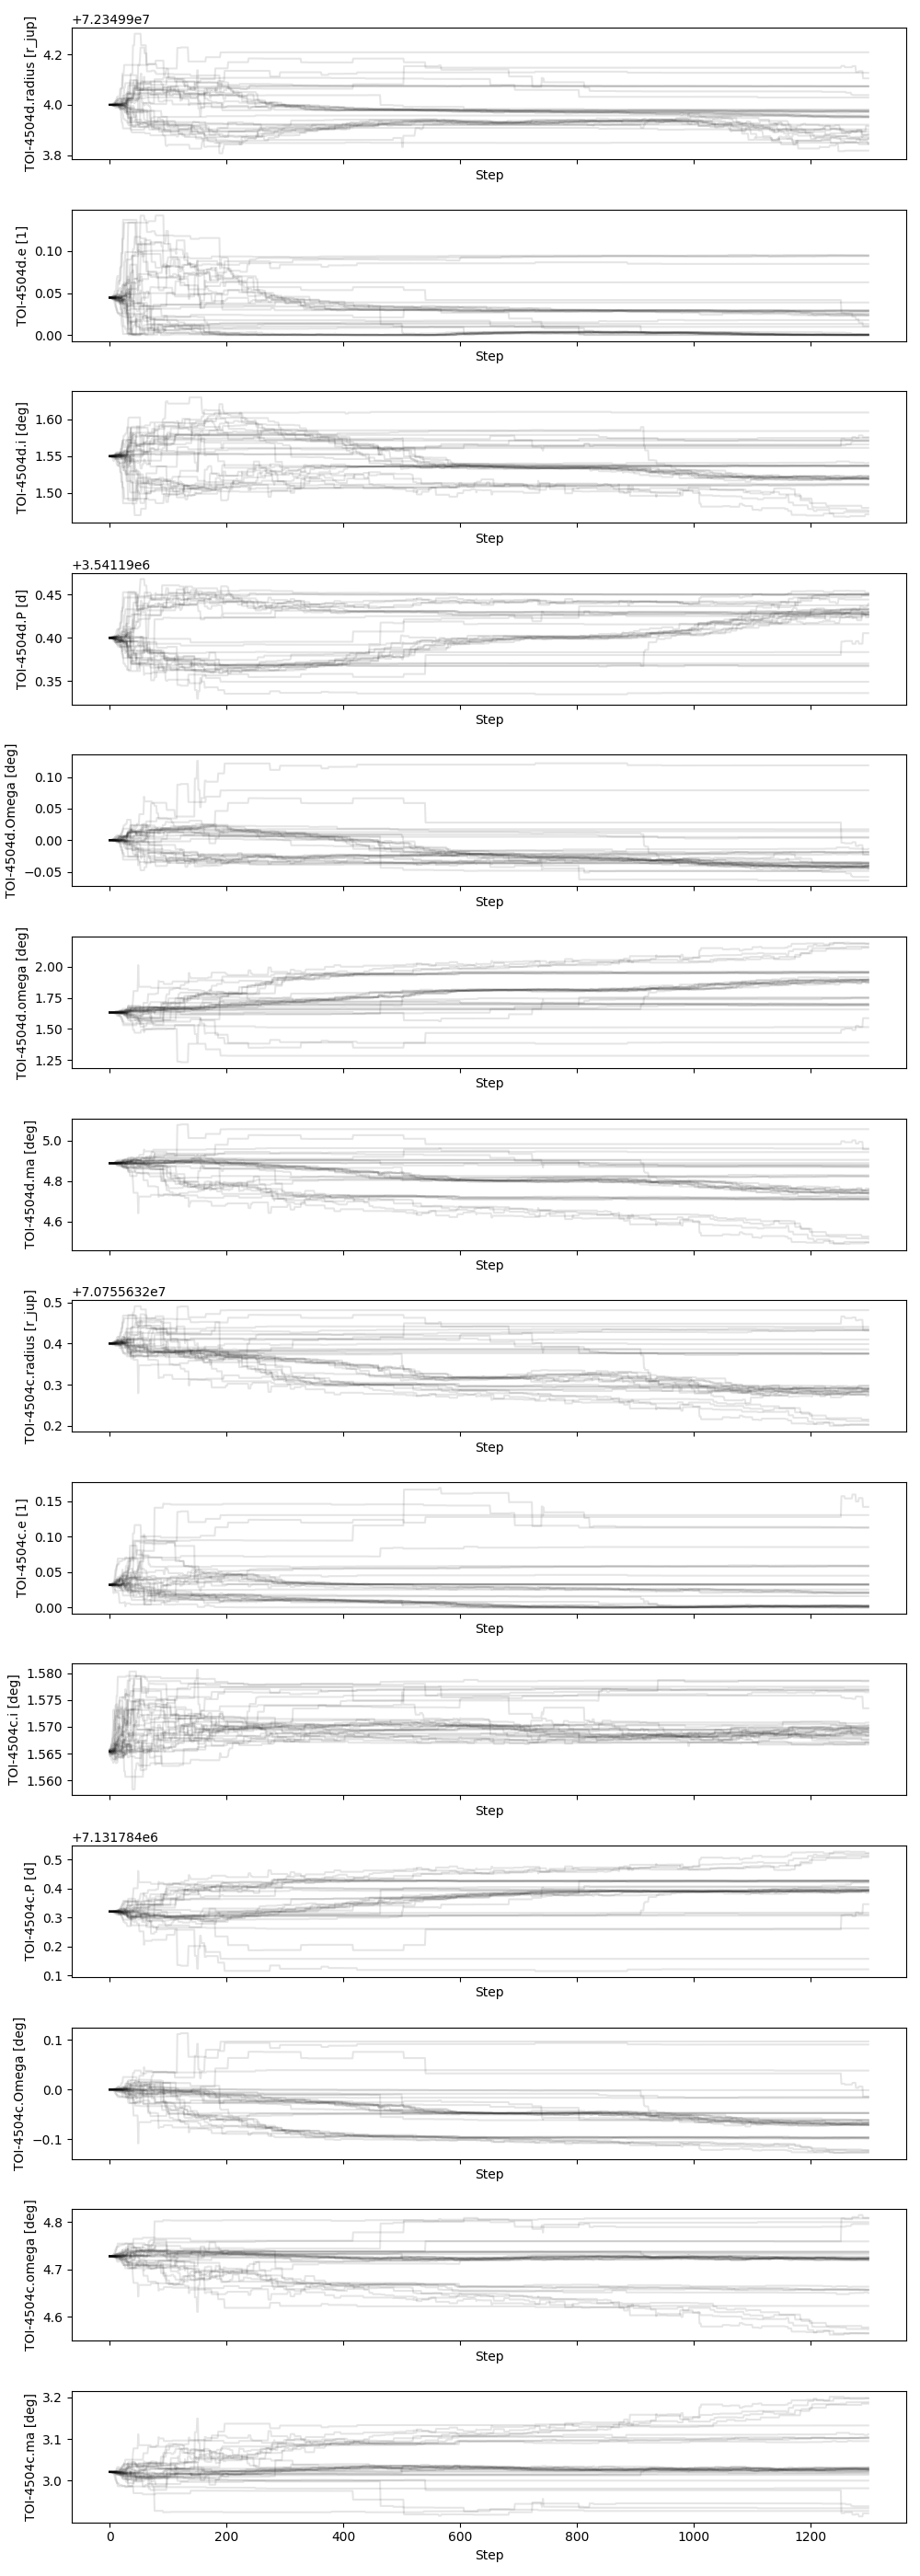 +7.23499e7
TOI-4504d.radius [r_jup]
4.2
4.0
3.8
Step
TOI-4504d.e [1]
0.10
0.05
0.00
Step
TOI-4504d.i [deg]
1.60
1.55
1.50
Step
+3.54119e6
TOI-4504d.P [d]
0.45
0.40
0.35
Step
TOI-4504d.Omega [deg]
0.10
0.05
0.00
−0.05
Step
TOI-4504d.omega [deg]
2.00
1.75
1.50
1.25
Step
TOI-4504d.ma [deg]
5.0
4.8
4.6
Step
+7.0755632e7
TOI-4504c.radius [r_jup]
0.5
0.4
0.3
0.2
Step
TOI-4504c.e [1]
0.15
0.10
0.05
0.00
Step
TOI-4504c.i [deg]
1.580
1.575
1.570
1.565
1.560
Step
+7.131784e6
TOI-4504c.P [d]
0.5
0.4
0.3
0.2
0.1
Step
TOI-4504c.Omega [deg]
0.1
0.0
−0.1
Step
TOI-4504c.omega [deg]
4.8
4.7
4.6
Step
TOI-4504c.ma [deg]
3.2
3.1
3.0
0 200 400 600 800 1000 1200
Step